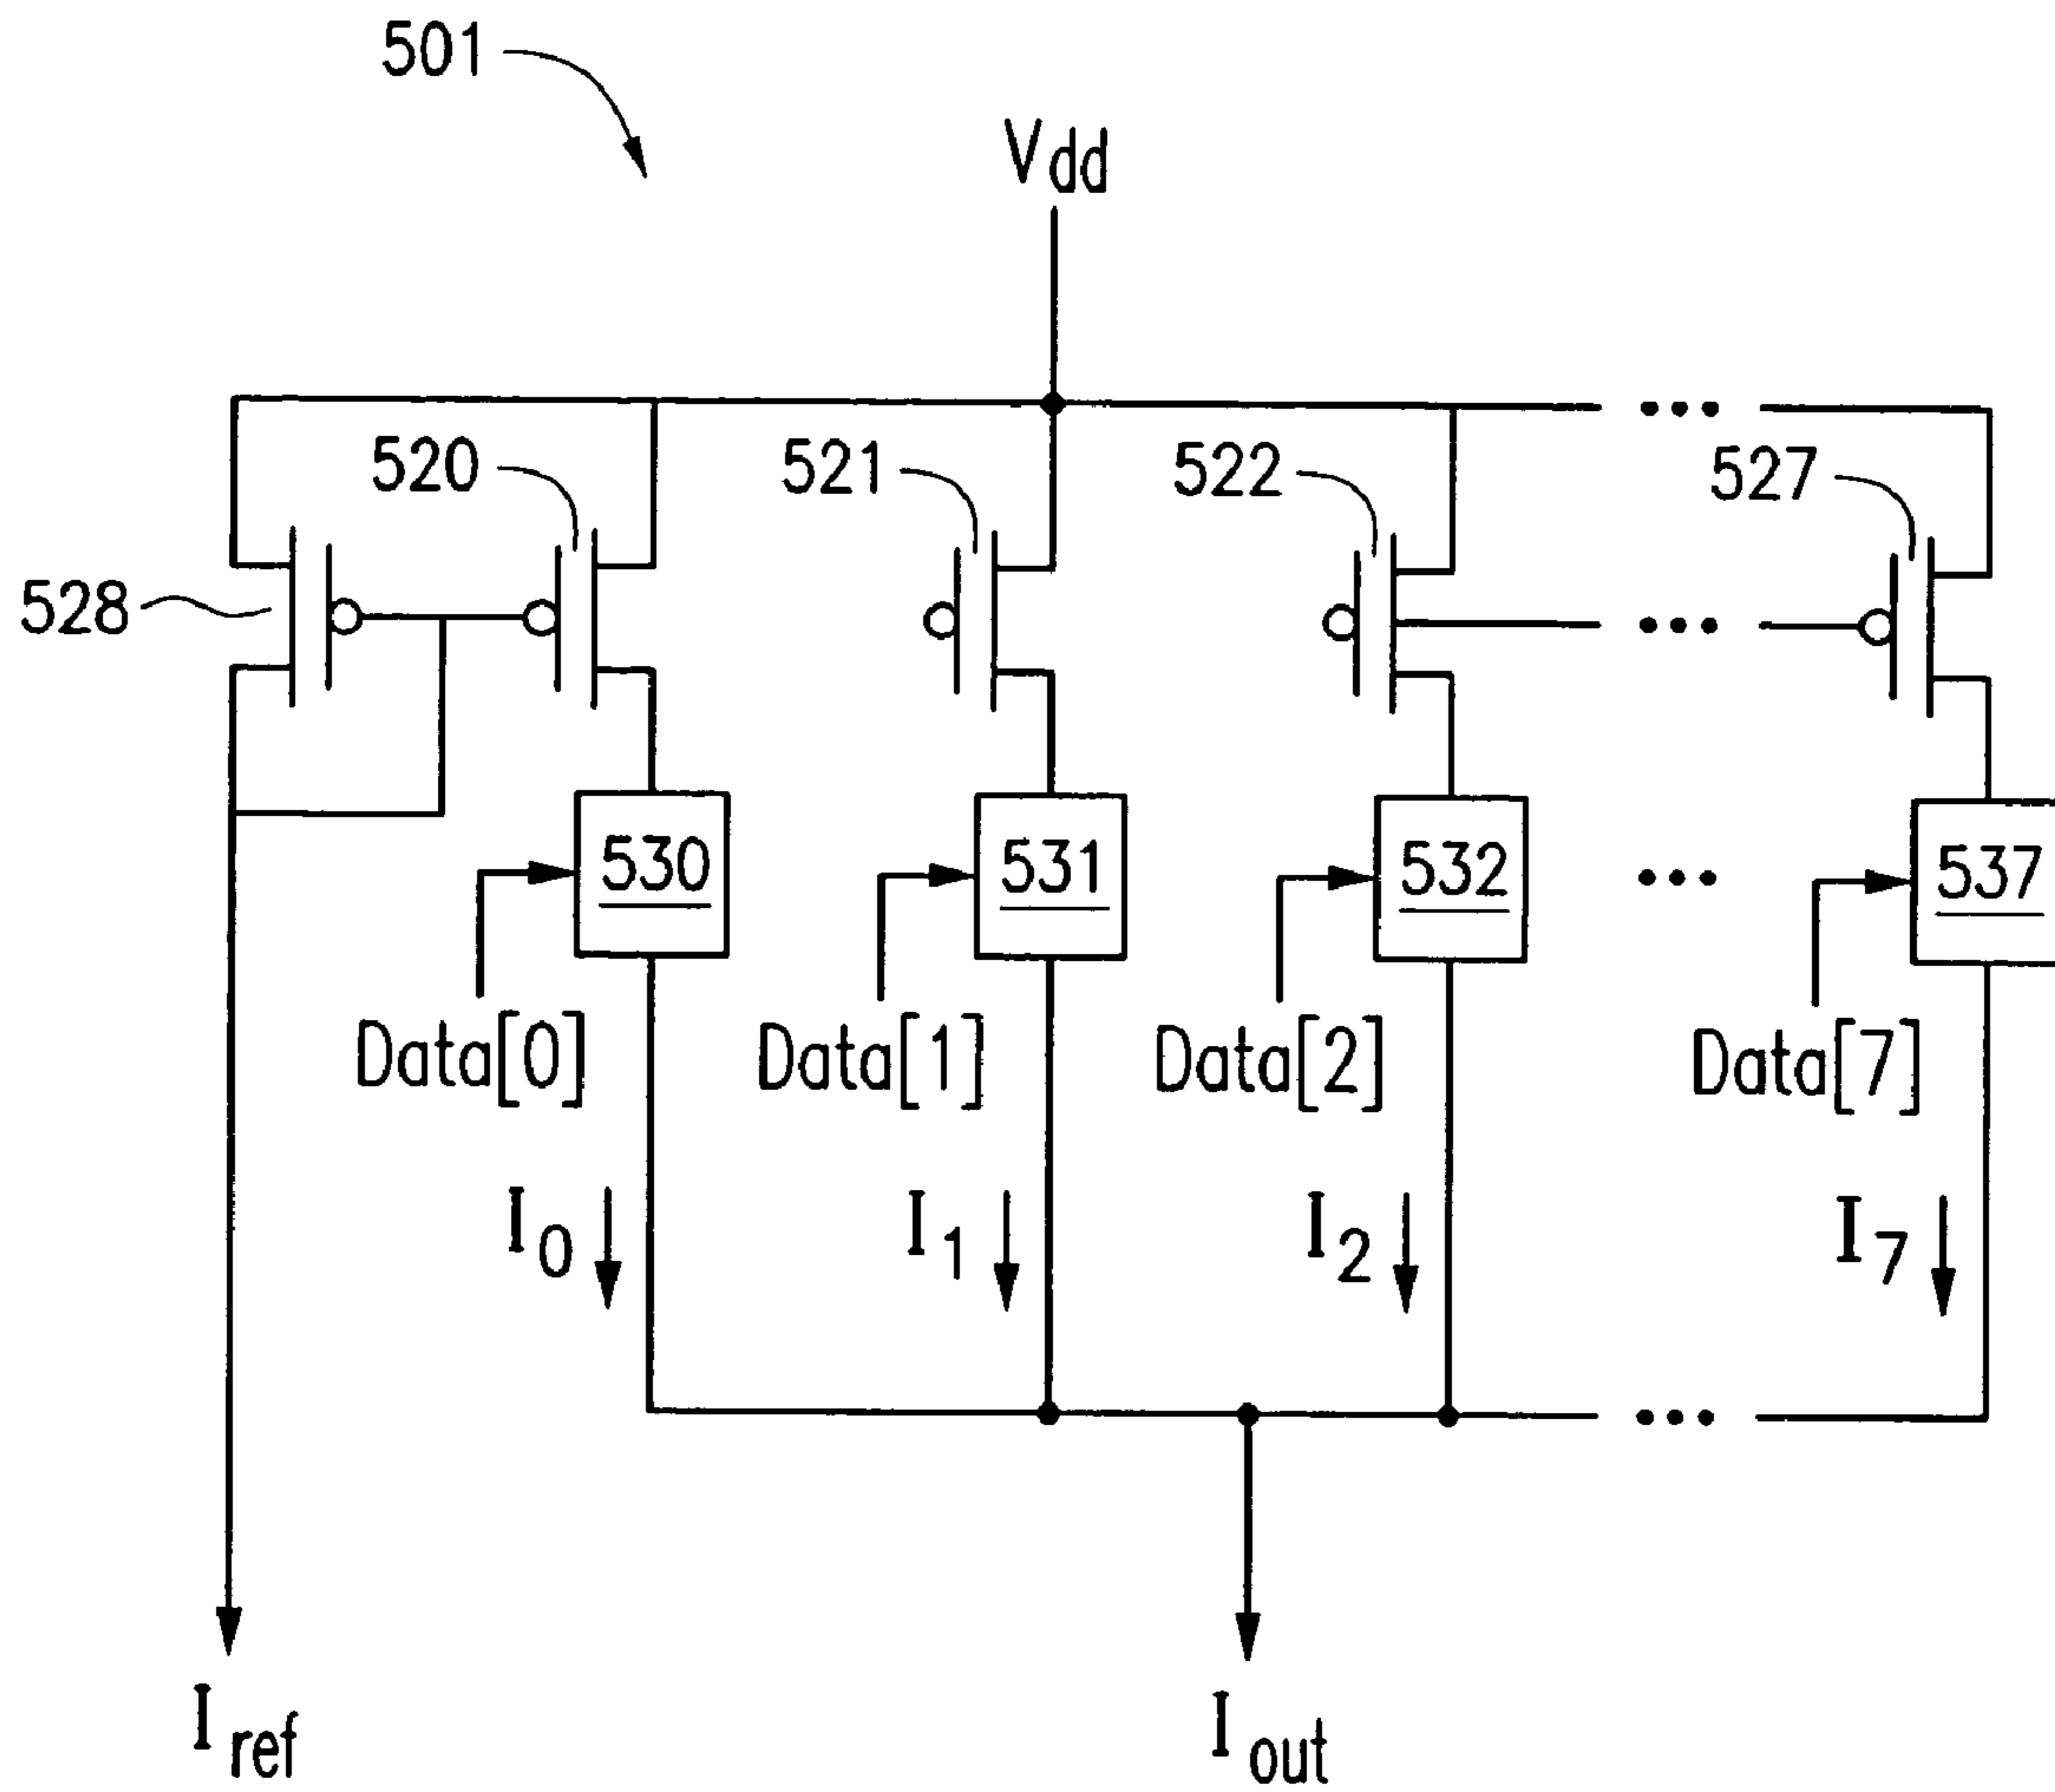 501
Vdd
520
521
522
527
528
530
531
532
537
Data[0]
Data[1]
Data[2]
Data[7]
I0
I1
I2
I7
Iref
Iout